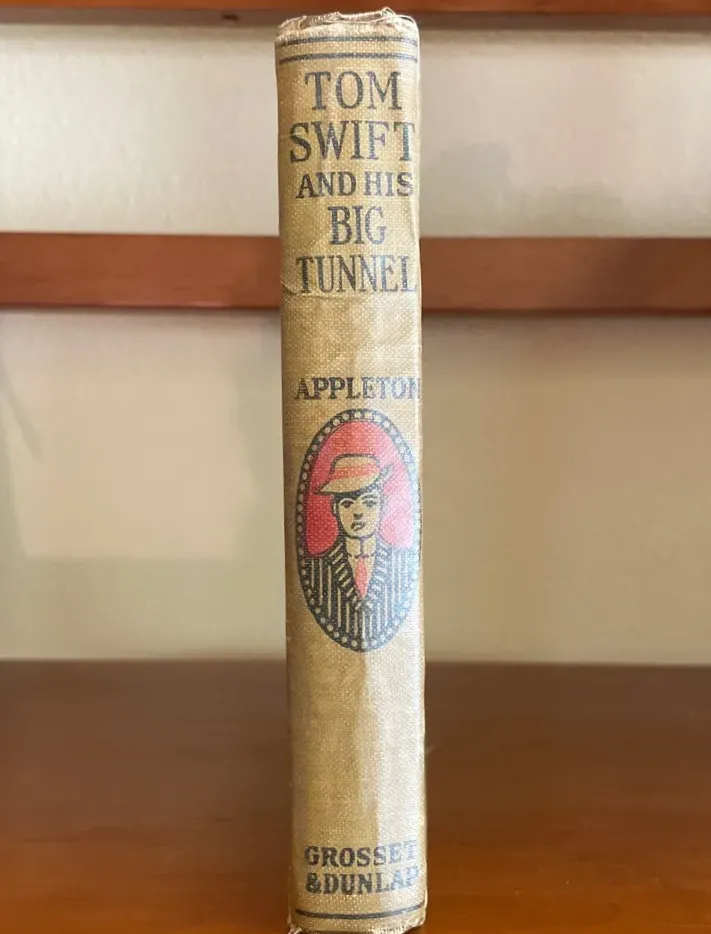 TOM
SWIFT
AND HIS
BIG
TUNNEL
APPLETON
GROSSET
&DUNLAP